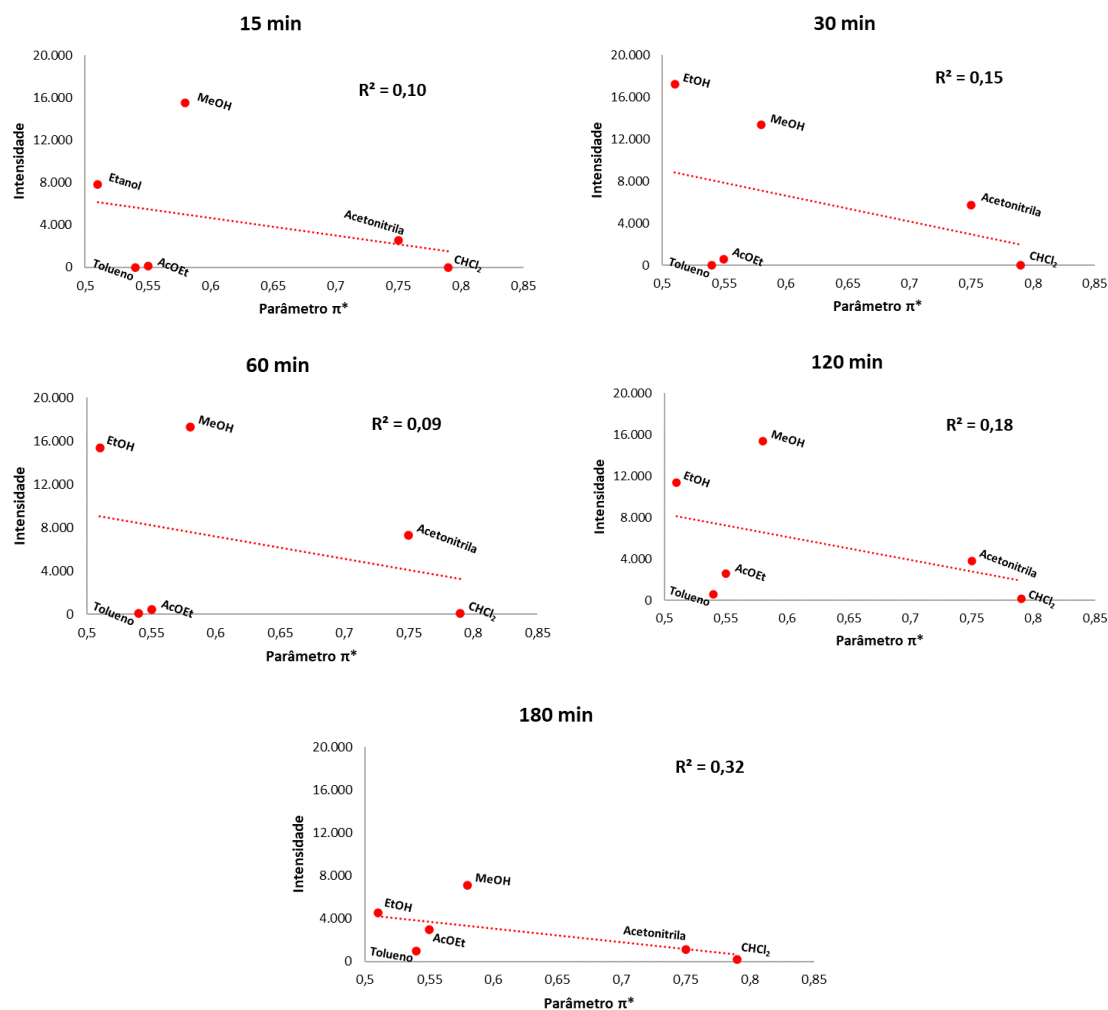 15 min
20.000
16.000
12.000
8.000
4.000
0
Intensidade
R² = 0,10
MeOH
Etanol
Acetonitrila
Tolueno
AcOEt
CHCl₂
0,5
0,55
0,6
0,65
0,7
0,75
0,8
0,85
Parâmetro π*
30 min
20.000
16.000
12.000
8.000
4.000
0
Intensidade
R² = 0,15
EtOH
MeOH
Acetonitrila
Tolueno
AcOEt
CHCl₂
0,5
0,55
0,6
0,65
0,7
0,75
0,8
0,85
Parâmetro π*
60 min
20.000
16.000
12.000
8.000
4.000
0
Intensidade
R² = 0,09
EtOH
MeOH
Acetonitrila
Tolueno
AcOEt
CHCl₂
0,5
0,55
0,6
0,65
0,7
0,75
0,8
0,85
Parâmetro π*
120 min
20.000
16.000
12.000
8.000
4.000
0
Intensidade
R² = 0,18
MeOH
EtOH
Acetonitrila
AcOEt
Tolueno
CHCl₂
0,5
0,55
0,6
0,65
0,7
0,75
0,8
0,85
Parâmetro π*
180 min
20.000
16.000
12.000
8.000
4.000
0
Intensidade
R² = 0,32
MeOH
EtOH
AcOEt
Acetonitrila
Tolueno
CHCl₂
0,5
0,55
0,6
0,65
0,7
0,75
0,8
0,85
Parâmetro π*